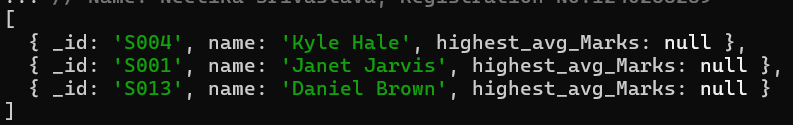 [
{ _id: 'S004', name: 'Kyle Hale', highest_avg_Marks: null },
{ _id: 'S001', name: 'Janet Jarvis', highest_avg_Marks: null },
{ _id: 'S013', name: 'Daniel Brown', highest_avg_Marks: null }
]